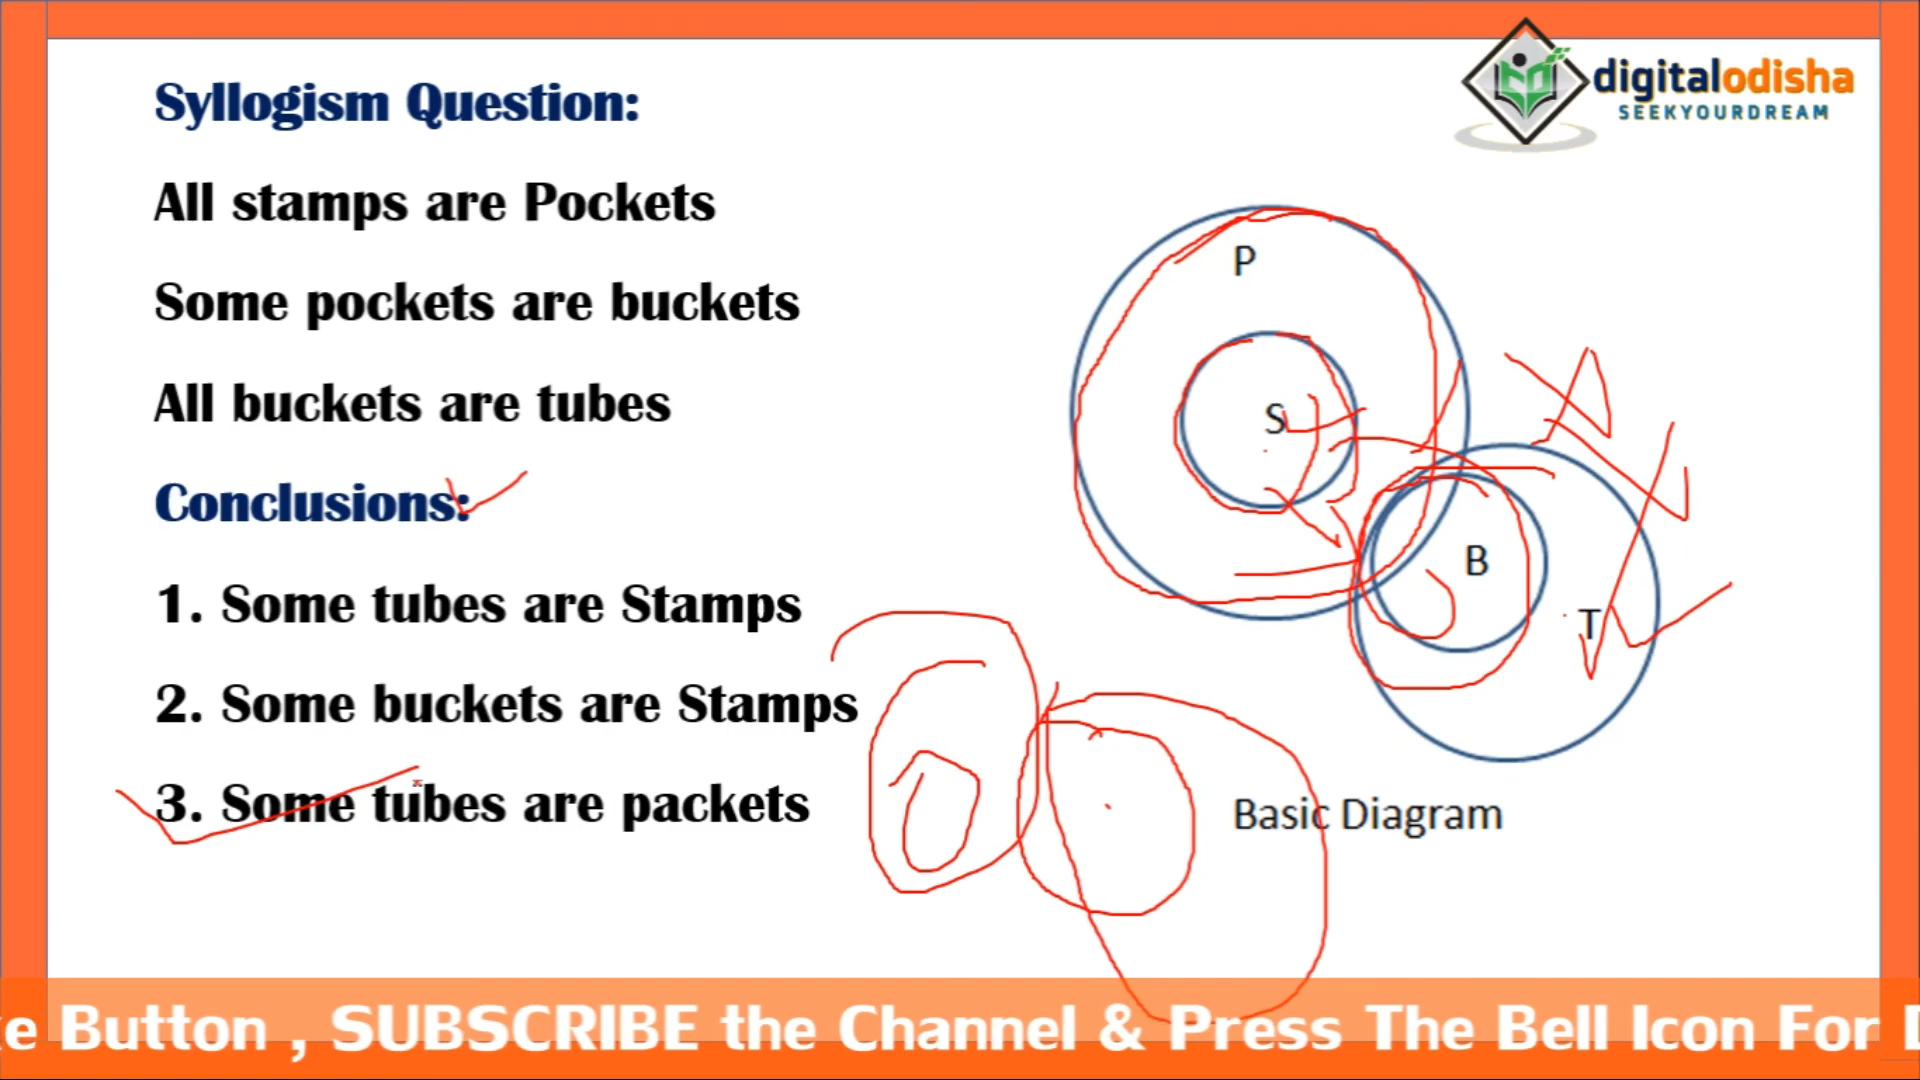 digitalodisha
SEEKYOURDREAM
Syllogism Question:
All stamps are Pockets
Some pockets are buckets
All buckets are tubes
Conclusions:
1. Some tubes are Stamps
2. Some buckets are Stamps
3. Some tubes are packets
P
S
B
T
Basic Diagram
Button , SUBSCRIBE the Channel & Press The Bell Icon For